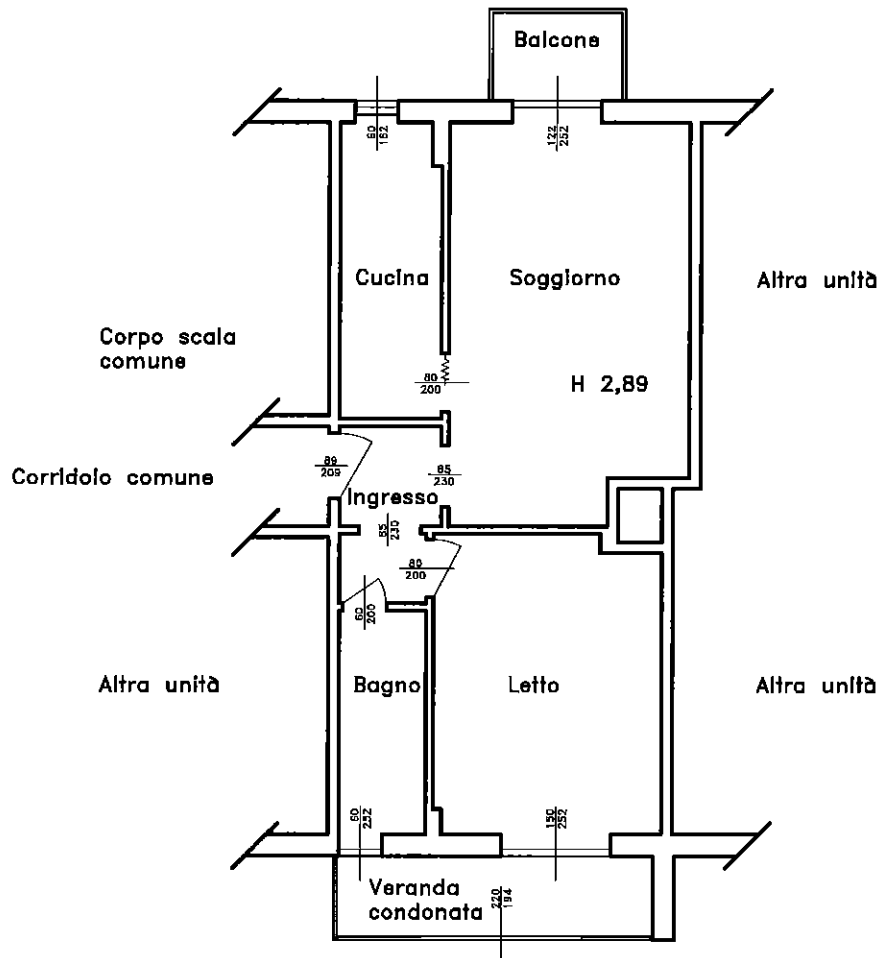 Balcone
60
162
122
252
Cucina
Soggiorno
Altra unità
Corpo scala
comune
80
200
H 2,89
Corridoio comune
89
209
85
230
Ingresso
85
230
80
200
60
200
Altra unità
Bagno
Letto
Altra unità
60
252
150
252
Veranda
condonata
220
194